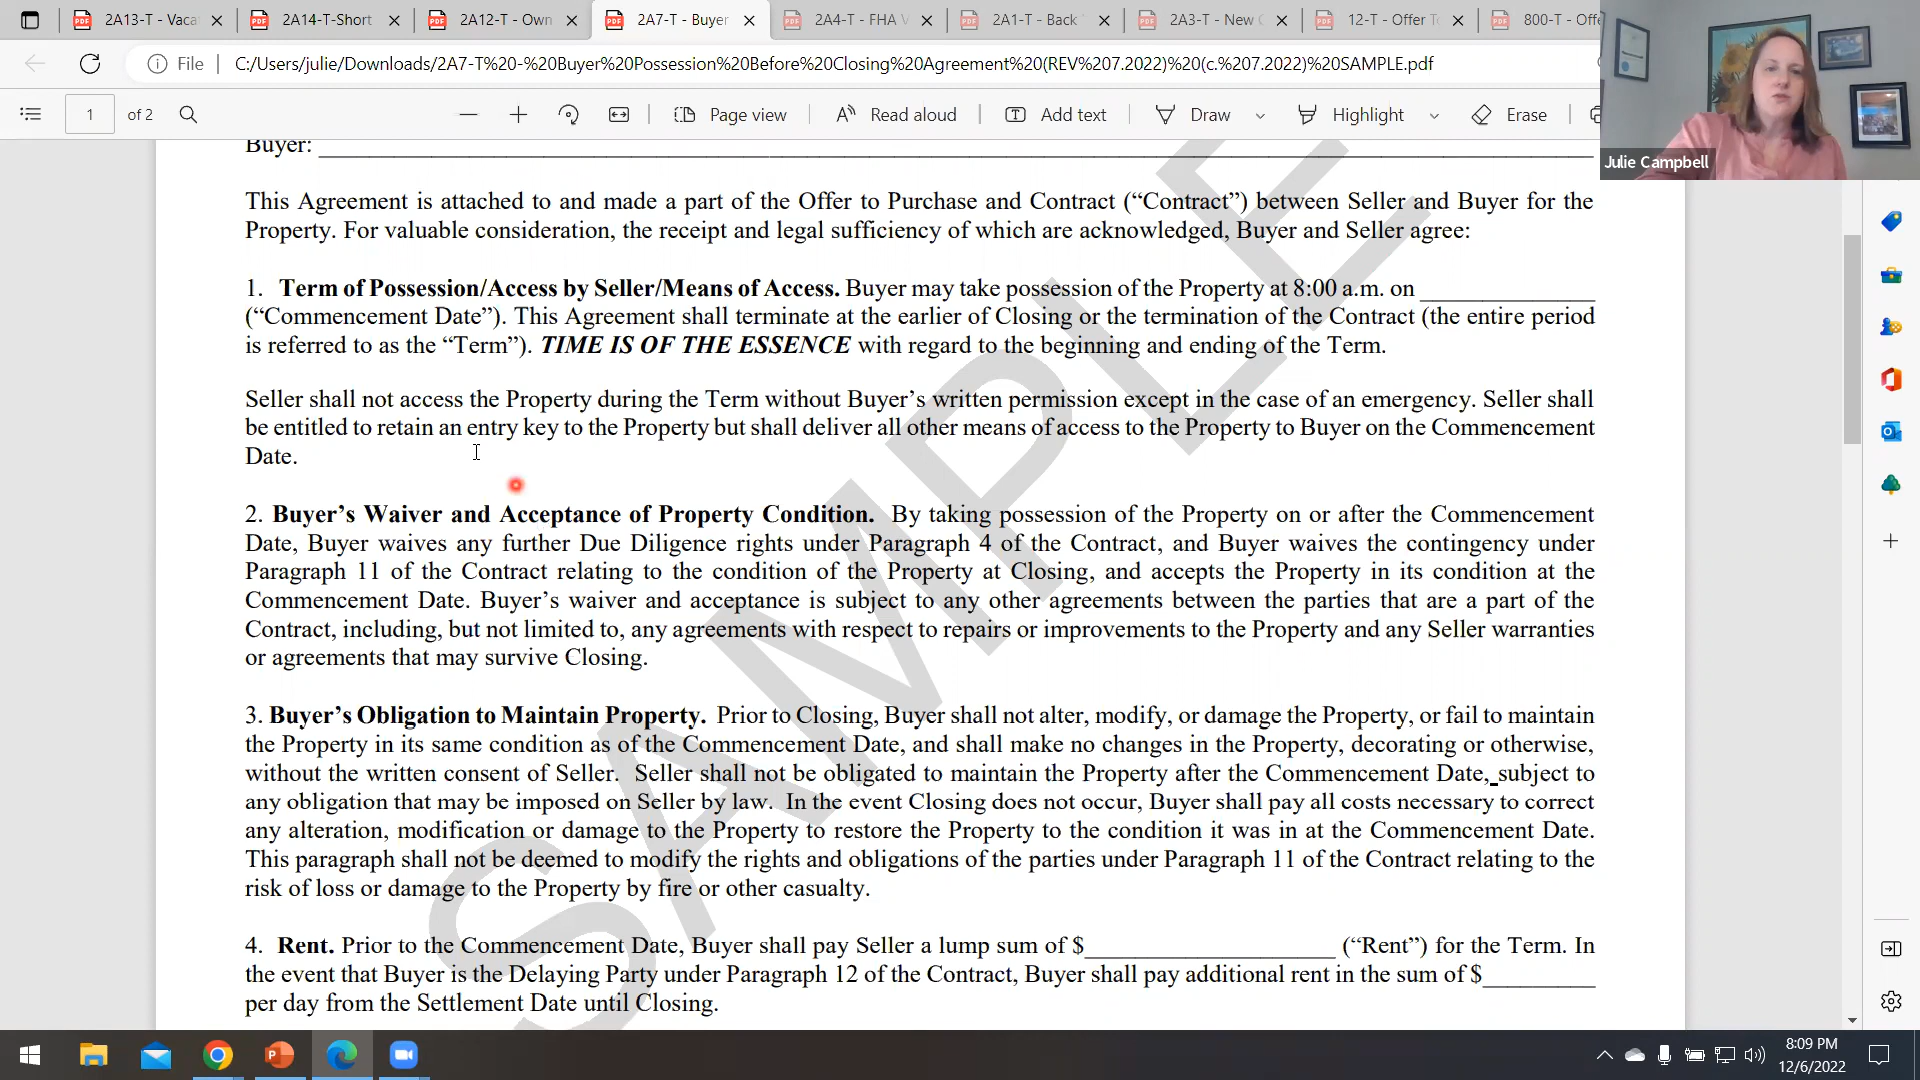 2A13-T - Vaca
2A14-T-Short
2A12-T - Own
2A7-T - Buyer
2A4-T - FHA V
2A1-T - Back
2A3-T - New C
12-T - Offer T
800-T - Offe
File
C:/Users/julie/Downloads/2A7-T%20-%20Buyer%20Possession%20Before%20Closing%20Agreement%20(REV%207.2022)%20(c.%207.2022)%20SAMPLE.pdf
1 of 2
Page view
Read aloud
Add text
Draw
Highlight
Erase
Julie Campbell
Buyer:
This Agreement is attached to and made a part of the Offer to Purchase and Contract (“Contract”) between Seller and Buyer for the
Property. For valuable consideration, the receipt and legal sufficiency of which are acknowledged, Buyer and Seller agree:
1. Term of Possession/Access by Seller/Means of Access. Buyer may take possession of the Property at 8:00 a.m. on ______________
(“Commencement Date”). This Agreement shall terminate at the earlier of Closing or the termination of the Contract (the entire period
is referred to as the “Term”). TIME IS OF THE ESSENCE with regard to the beginning and ending of the Term.
Seller shall not access the Property during the Term without Buyer’s written permission except in the case of an emergency. Seller shall
be entitled to retain an entry key to the Property but shall deliver all other means of access to the Property to Buyer on the Commencement
Date.
2. Buyer’s Waiver and Acceptance of Property Condition. By taking possession of the Property on or after the Commencement
Date, Buyer waives any further Due Diligence rights under Paragraph 4 of the Contract, and Buyer waives the contingency under
Paragraph 11 of the Contract relating to the condition of the Property at Closing, and accepts the Property in its condition at the
Commencement Date. Buyer’s waiver and acceptance is subject to any other agreements between the parties that are a part of the
Contract, including, but not limited to, any agreements with respect to repairs or improvements to the Property and any Seller warranties
or agreements that may survive Closing.
3. Buyer’s Obligation to Maintain Property. Prior to Closing, Buyer shall not alter, modify, or damage the Property, or fail to maintain
the Property in its same condition as of the Commencement Date, and shall make no changes in the Property, decorating or otherwise,
without the written consent of Seller. Seller shall not be obligated to maintain the Property after the Commencement Date, subject to
any obligation that may be imposed on Seller by law. In the event Closing does not occur, Buyer shall pay all costs necessary to correct
any alteration, modification or damage to the Property to restore the Property to the condition it was in at the Commencement Date.
This paragraph shall not be deemed to modify the rights and obligations of the parties under Paragraph 11 of the Contract relating to the
risk of loss or damage to the Property by fire or other casualty.
4. Rent. Prior to the Commencement Date, Buyer shall pay Seller a lump sum of $____________________ (“Rent”) for the Term. In
the event that Buyer is the Delaying Party under Paragraph 12 of the Contract, Buyer shall pay additional rent in the sum of $_________
per day from the Settlement Date until Closing.
SAMPLE
8:09 PM
12/6/2022